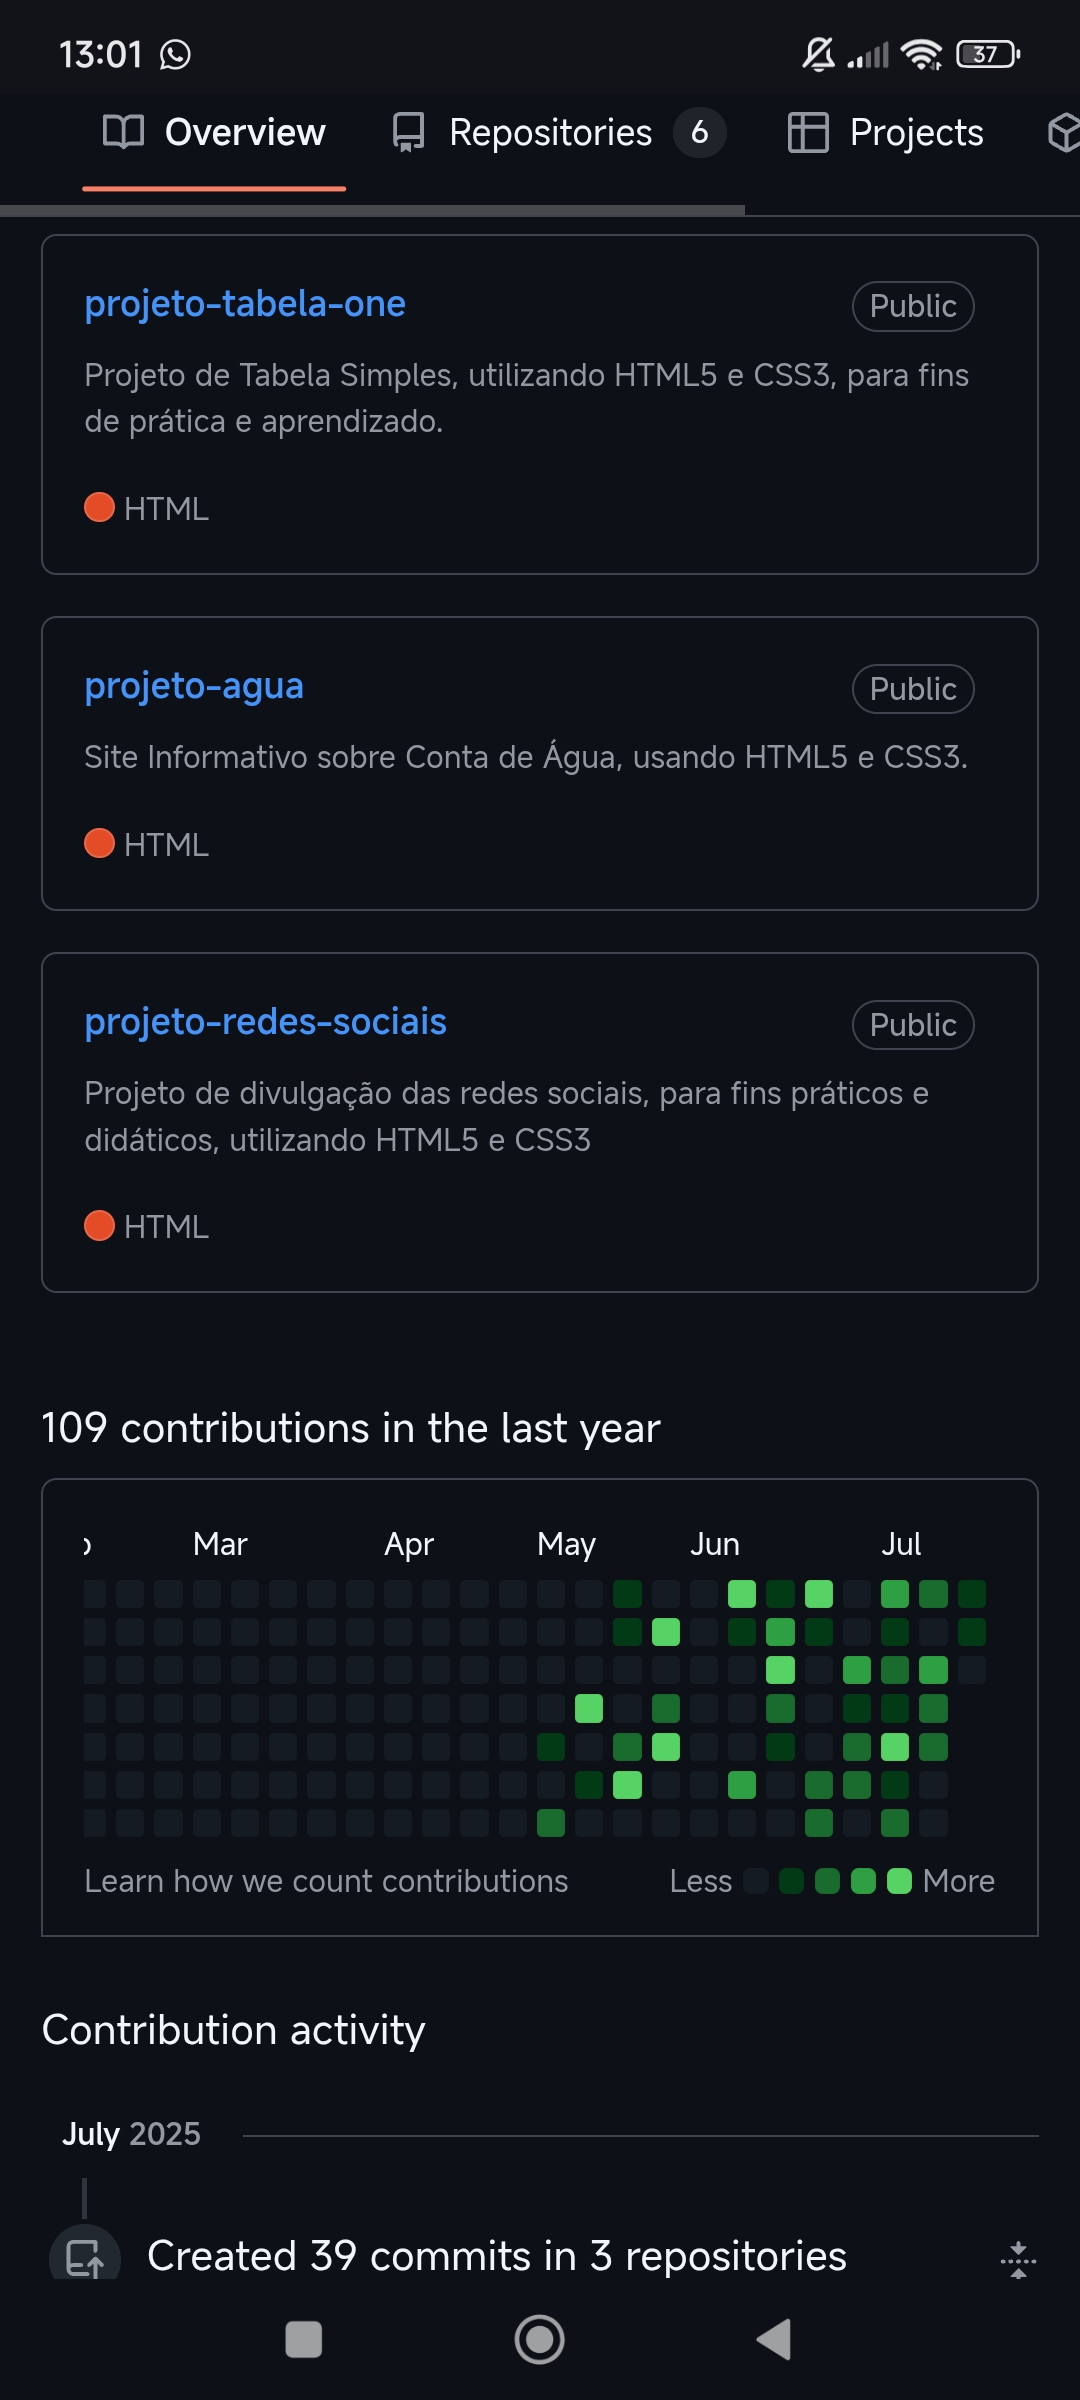 13:01
37
Overview
Repositories 6
Projects
projeto-tabela-one
Public
Projeto de Tabela Simples, utilizando HTML5 e CSS3, para fins
de prática e aprendizado.
HTML
projeto-agua
Public
Site Informativo sobre Conta de Água, usando HTML5 e CSS3.
HTML
projeto-redes-sociais
Public
Projeto de divulgação das redes sociais, para fins práticos e
didáticos, utilizando HTML5 e CSS3
HTML
109 contributions in the last year
Mar Apr May Jun Jul
Learn how we count contributions
Less More
Contribution activity
July 2025
Created 39 commits in 3 repositories